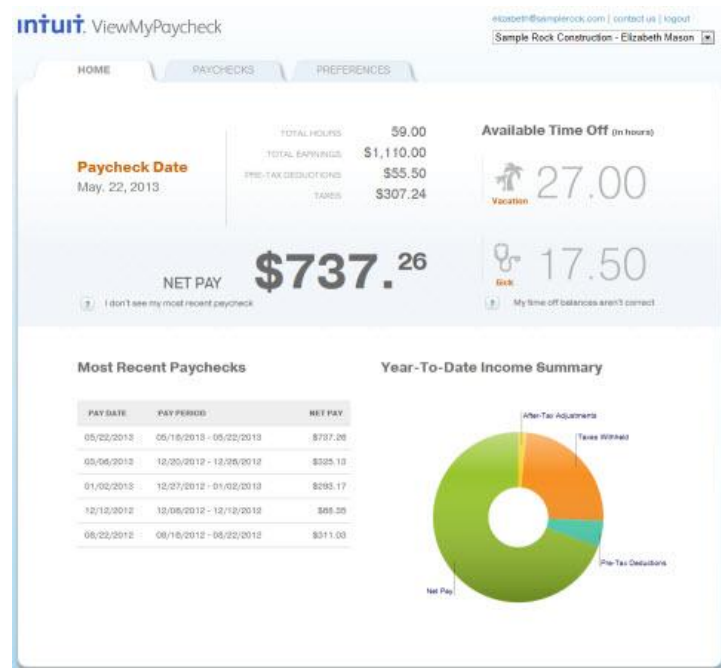 elizabeth@samplerock.com | contact us | logout
INTUIT. ViewMyPaycheck
Sample Rock Construction - Elizabeth Mason
HOME
PAYCHECKS
PREFERENCES
TOTAL HOURS 59.00
TOTAL EARNINGS $1,110.00
PRE-TAX DEDUCTIONS $55.50
TAXES $307.24
Paycheck Date
May. 22, 2013
Available Time Off (in hours)
Vacation 27.00
NET PAY $737.26
Sick 17.50
? I don't see my most recent paycheck
? My time off balances aren't correct
Most Recent Paychecks
PAY DATE PAY PERIOD NET PAY
05/22/2013 05/16/2013 - 05/22/2013 $737.26
03/06/2013 12/20/2012 - 12/26/2012 $325.13
01/02/2013 12/27/2012 - 01/02/2013 $293.17
12/12/2012 12/06/2012 - 12/12/2012
08/22/2012 08/16/2012 - 08/22/2012 $311.03
Year-To-Date Income Summary
After-Tax Adjustments
Taxes Withheld
Pre-Tax Deductions
Net Pay